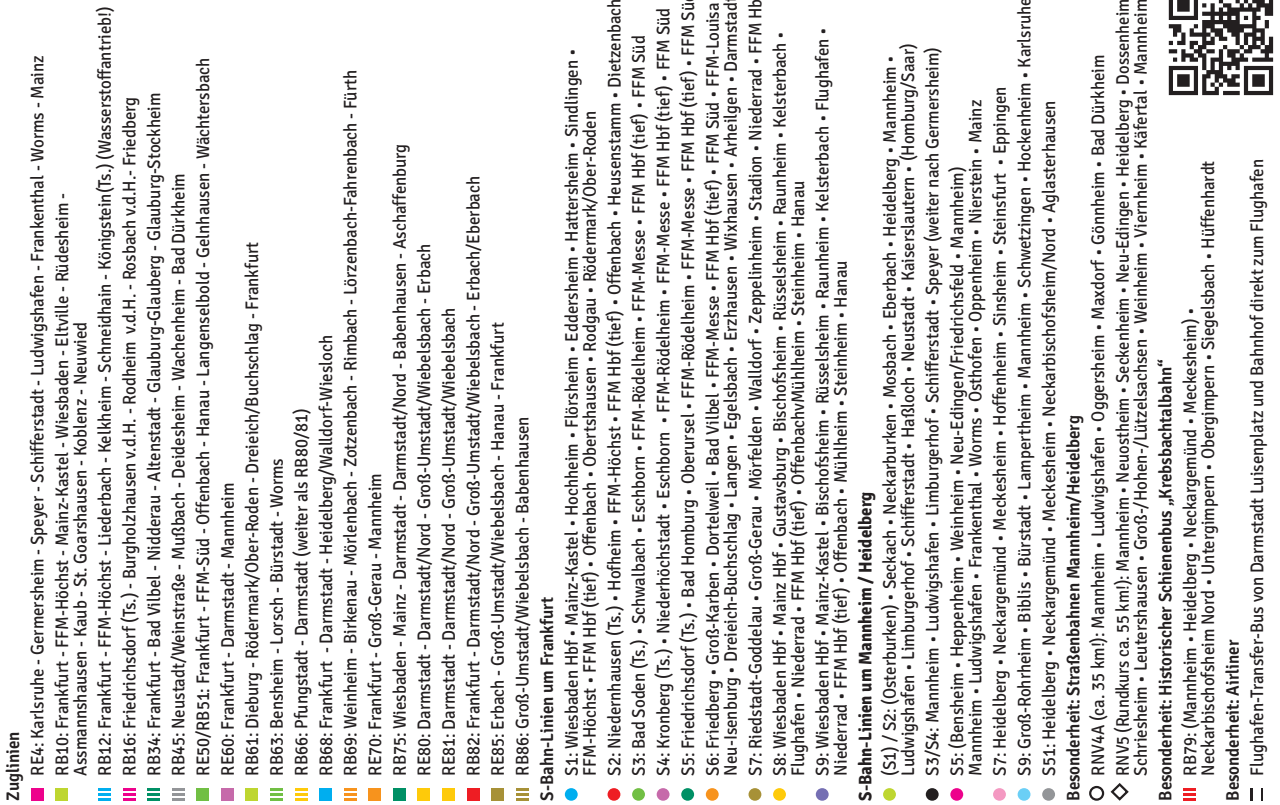 Zuglinien
RE4: Karlsruhe - Germersheim - Speyer - Schifferstadt - Ludwigshafen - Frankenthal - Worms - Mainz
RB10: Frankfurt - FFM-Höchst - Mainz-Kastel - Wiesbaden - Eltville - Rüdesheim -
Assmannshausen - Kaub - St. Goarshausen - Koblenz - Neuwied
RB12: Frankfurt - FFM-Höchst - Liederbach - Kelkheim - Schneidhain - Königstein(Ts.) (Wasserstoffantrieb!)
RB16: Friedrichsdorf (Ts.) - Burgholzhausen v.d.H. - Rodheim v.d.H. - Rosbach v.d.H.- Friedberg
RB34: Frankfurt - Bad Vilbel - Nidderau - Altenstadt - Glauburg-Glauberg - Glauburg-Stockheim
RB45: Neustadt/Weinstraße - Mußbach - Deidesheim - Wachenheim - Bad Dürkheim
RE50/RB51: Frankfurt - FFM-Süd - Offenbach - Hanau - Langenselbold - Gelnhausen - Wächtersbach
RE60: Frankfurt - Darmstadt - Mannheim
RB61: Dieburg - Rödermark/Ober-Roden - Dreieich/Buchschlag - Frankfurt
RB63: Bensheim - Lorsch - Bürstadt - Worms
RB66: Pfungstadt - Darmstadt (weiter als RB80/81)
RB68: Frankfurt - Darmstadt - Heidelberg/Walldorf-Wiesloch
RB69: Weinheim - Birkenau - Mörlenbach - Zotzenbach - Rimbach - Lörzenbach-Fahrenbach - Fürth
RE70: Frankfurt - Groß-Gerau - Mannheim
RB75: Wiesbaden - Mainz - Darmstadt - Darmstadt/Nord - Babenhausen - Aschaffenburg
RE80: Darmstadt - Darmstadt/Nord - Groß-Umstadt/Wiebelsbach - Erbach
RB81: Darmstadt - Darmstadt/Nord - Groß-Umstadt/Wiebelsbach
RB82: Frankfurt - Darmstadt/Nord - Groß-Umstadt/Wiebelsbach - Erbach/Eberbach
RE85: Erbach - Groß-Umstadt/Wiebelsbach - Hanau - Frankfurt
RB86: Groß-Umstadt/Wiebelsbach - Babenhausen
S-Bahn-Linien um Frankfurt
S1: Wiesbaden Hbf • Mainz-Kastel • Hochheim • Flörsheim • Eddersheim • Hattersheim • Sindlingen •
FFM-Höchst • FFM Hbf (tief) • Offenbach • Obertshausen • Rodgau • Rödermark/Ober-Roden
S2: Niedernhausen (Ts.) • Hofheim • FFM-Höchst • FFM Hbf (tief) • Offenbach • Heusenstamm • Dietzenbach
S3: Bad Soden (Ts.) • Schwalbach • Eschborn • FFM-Rödelheim • FFM-Messe • FFM Hbf (tief) • FFM Süd
S4: Kronberg (Ts.) • Niederhöchstadt • Eschborn • FFM-Rödelheim • FFM-Messe • FFM Hbf (tief) • FFM Süd
S5: Friedrichsdorf (Ts.) • Bad Homburg • Oberursel • FFM-Rödelheim • FFM-Messe • FFM Hbf (tief) • FFM Süd
S6: Friedberg • Groß-Karben • Dortelweil • Bad Vilbel • FFM-Messe • FFM Hbf (tief) • FFM Süd • FFM-Louisa
Neu-Isenburg • Dreieich-Buchschlag • Langen • Egelsbach • Erzhausen • Wixhausen • Arheilgen • Darmstadt
S7: Riedstadt-Goddelau • Groß-Gerau • Mörfelden • Walldorf • Zeppelinheim • Stadion • Niederrad • FFM Hb
S8: Wiesbaden Hbf • Mainz Hbf • Gustavsburg • Bischofsheim • Rüsselsheim • Raunheim • Kelsterbach •
Flughafen • Niederrad • FFM Hbf (tief) • Offenbachv/Mühlheim • Steinheim • Hanau
S9: Wiesbaden Hbf • Mainz-Kastel • Bischofsheim • Rüsselsheim • Raunheim • Kelsterbach • Flughafen •
Niederrad • FFM Hbf (tief) • Offenbach • Mühlheim • Steinheim • Hanau
S-Bahn-Linien um Mannheim / Heidelberg
(S1) / S2: (Osterburken) • Seckach • Neckarburken • Mosbach • Eberbach • Heidelberg • Mannheim •
Ludwigshafen • Limburgerhof • Schifferstadt • Haßloch • Neustadt • Kaiserslautern • (Homburg/Saar)
S3/S4: Mannheim • Ludwigshafen • Limburgerhof • Schifferstadt • Speyer (weiter nach Germersheim)
S5: (Bensheim • Heppenheim • Weinheim • Neu-Edingen/Friedrichsfeld • Mannheim)
Mannheim • Ludwigshafen • Frankenthal • Worms • Osthofen • Oppenheim • Nierstein • Mainz
S7: Heidelberg • Neckargemünd • Meckesheim • Hoffenheim • Sinsheim • Steinsfurt • Eppingen
S9: Groß-Rohrheim • Biblis • Bürstadt • Lampertheim • Mannheim • Schwetzingen • Hockenheim • Karlsruhe
S51: Heidelberg • Neckargemünd • Meckesheim • Neckarbischofsheim/Nord • Aglasterhausen
Besonderheit: Straßenbahnen Mannheim/Heidelberg
RNV4A (ca. 35 km!): Mannheim • Ludwigshafen • Oggersheim • Maxdorf • Gönnheim • Bad Dürkheim
RNV5 (Rundkurs ca. 55 km!): Mannheim • Neuostheim • Seckenheim • Neu-Edingen • Heidelberg • Dossenheim
Schriesheim • Leutershausen • Groß-/Hohen-/Lützelsachsen • Weinheim • Viernheim • Käfertal • Mannheim
Besonderheit: Historischer Schienenbus „Krebsbachtalbahn“
RB79: (Mannheim • Heidelberg • Neckargemünd • Meckesheim) •
Neckarbischofsheim Nord • Untergimpern • Obergimpern • Siegelsbach • Hüffenhardt
Besonderheit: Airliner
Flughafen-Transfer-Bus von Darmstadt Luisenplatz und Bahnhof direkt zum Flughafen